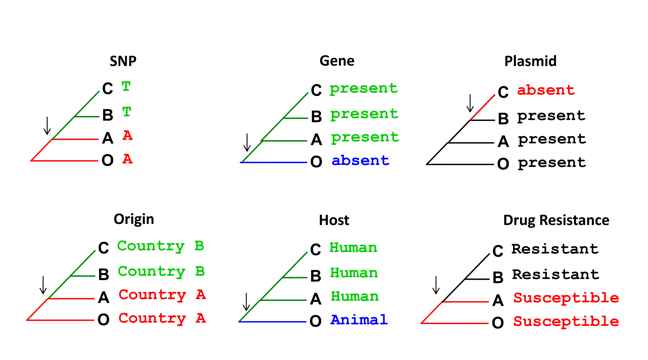 SNP
C T
B T
A A
O A
Gene
C present
B present
A present
O absent
Plasmid
C absent
B present
A present
O present
Origin
C Country B
B Country B
A Country A
O Country A
Host
C Human
B Human
A Human
O Animal
Drug Resistance
C Resistant
B Resistant
A Susceptible
O Susceptible